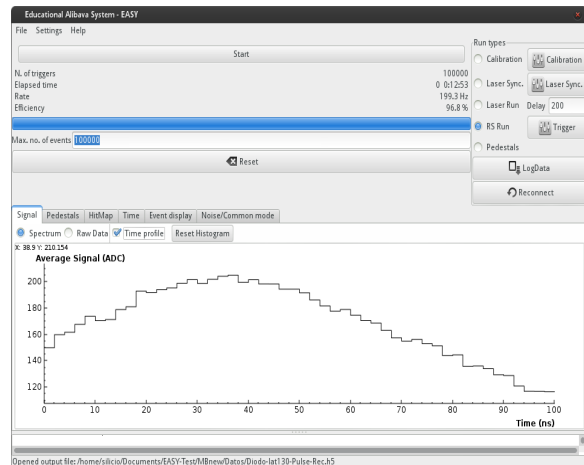 Educational Alibava System - EASY
File Settings Help
Start
N. of triggers 100000
Elapsed time 0 0:12:53
Rate 199.3 Hz
Efficiency 96.8 %
Max. no. of events 100000
Reset
Run types
Calibration Calibration
Laser Sync. Laser Sync.
Laser Run Delay 200
RS Run Trigger
Pedestals
LogData
Reconnect
Signal Pedestals HitMap Time Event display Noise/Common mode
Spectrum Raw Data Time profile Reset Histogram
X: 38.9 Y: 210.154
Average Signal (ADC)
200
180
160
140
120
0 10 20 30 40 50 60 70 80 90 100
Time (ns)
Opened output file: /home/silicio/Documents/EASY-Test/MBnew/Datos/Diodo-lat130-Pulse-Rec.h5